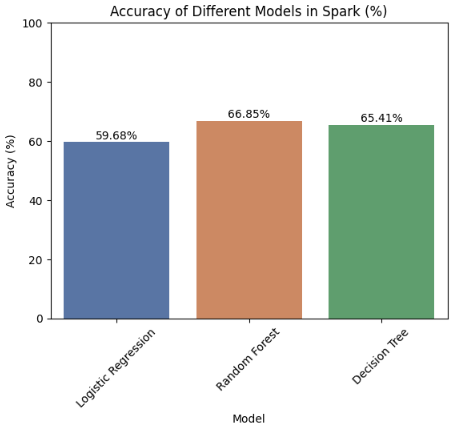 Accuracy of Different Models in Spark (%)
100
80
60
40
20
0
Accuracy (%)
59.68%
66.85%
65.41%
Logistic Regression
Random Forest
Decision Tree
Model